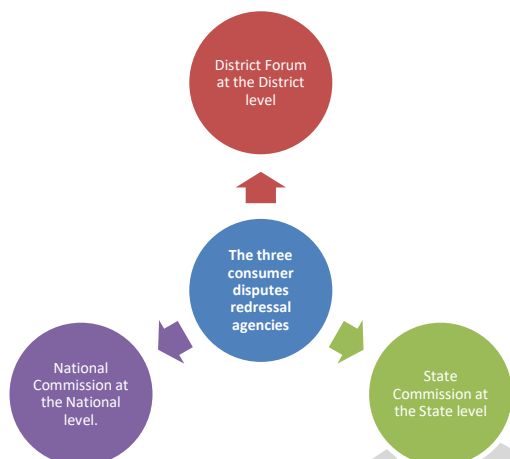 District Forum
at the District
level
The three
consumer
disputes
redressal
agencies
National
Commission at
the National
level.
State
Commission at
the State level